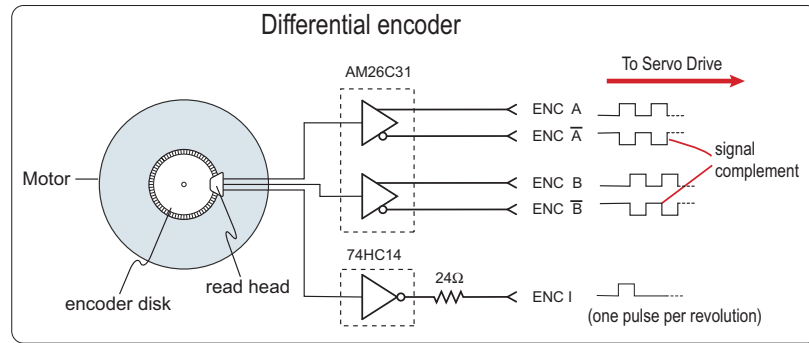 Differential encoder
AM26C31
To Servo Drive
ENC A
ENC A̅
signal
complement
Motor
ENC B
ENC B̅
74HC14
24Ω
ENC I
read head
encoder disk
(one pulse per revolution)